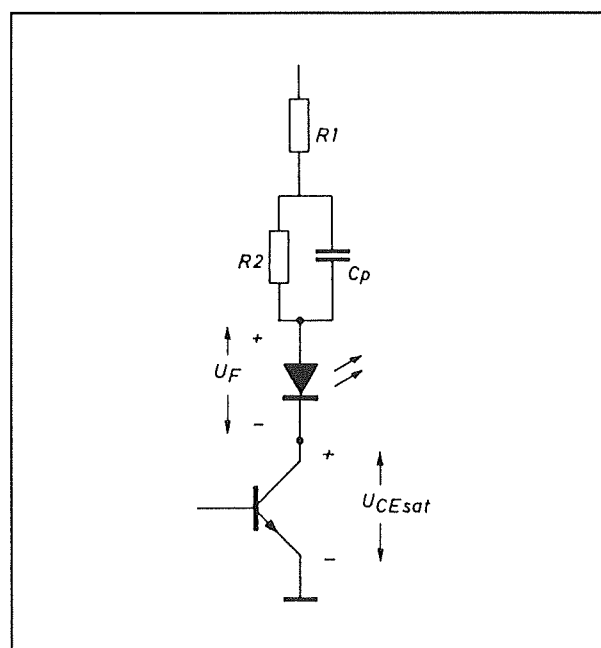 R1
R2
Cp
+
UF
−
+
UCEsat
−